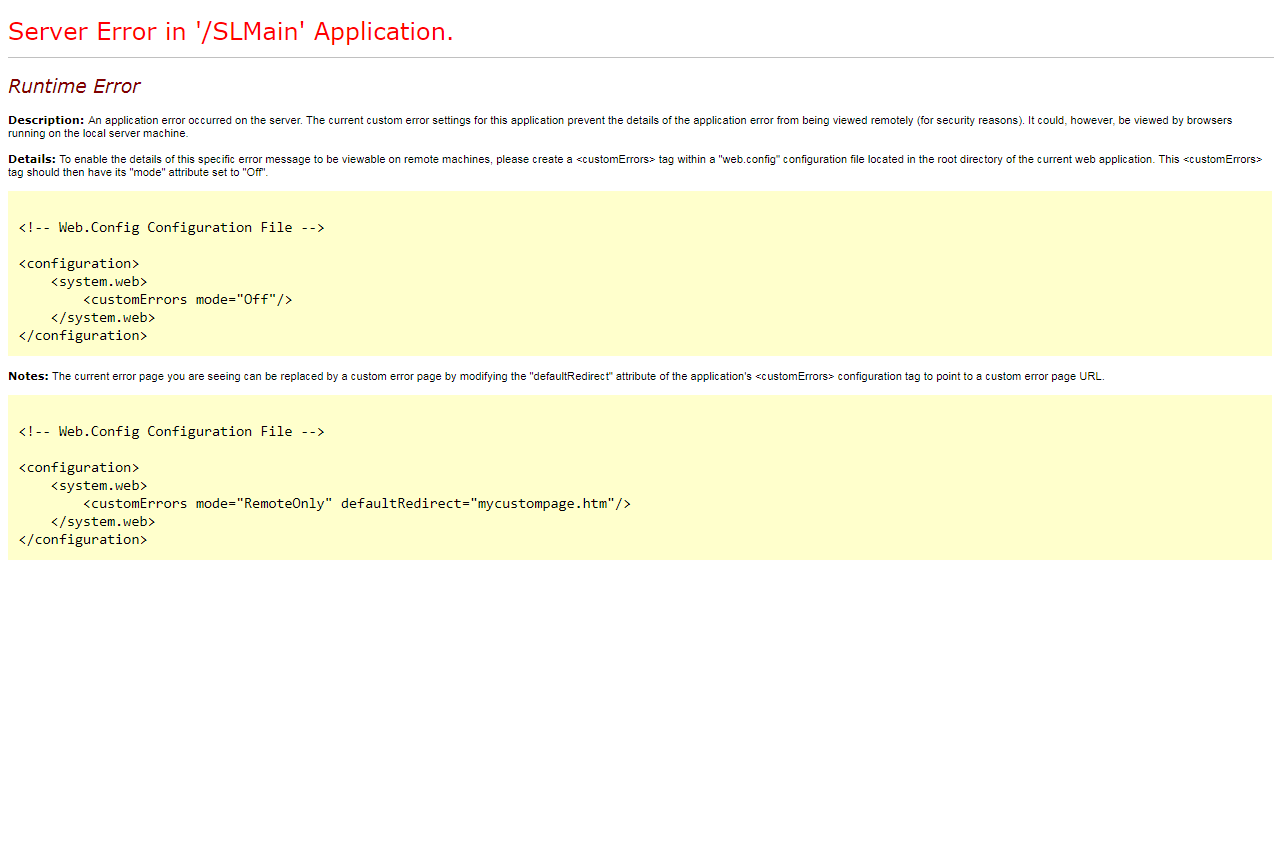 Server Error in '/SLMain' Application.
Runtime Error
Description: An application error occurred on the server. The current custom error settings for this application prevent the details of the application error from being viewed remotely (for security reasons). It could, however, be viewed by browsers
running on the local server machine.
Details: To enable the details of this specific error message to be viewable on remote machines, please create a <customErrors> tag within a "web.config" configuration file located in the root directory of the current web application. This <customErrors>
tag should then have its "mode" attribute set to "Off".
<!-- Web.Config Configuration File -->
<configuration>
    <system.web>
        <customErrors mode="Off"/>
    </system.web>
</configuration>
Notes: The current error page you are seeing can be replaced by a custom error page by modifying the "defaultRedirect" attribute of the application's <customErrors> configuration tag to point to a custom error page URL.
<!-- Web.Config Configuration File -->
<configuration>
    <system.web>
        <customErrors mode="RemoteOnly" defaultRedirect="mycustompage.htm"/>
    </system.web>
</configuration>